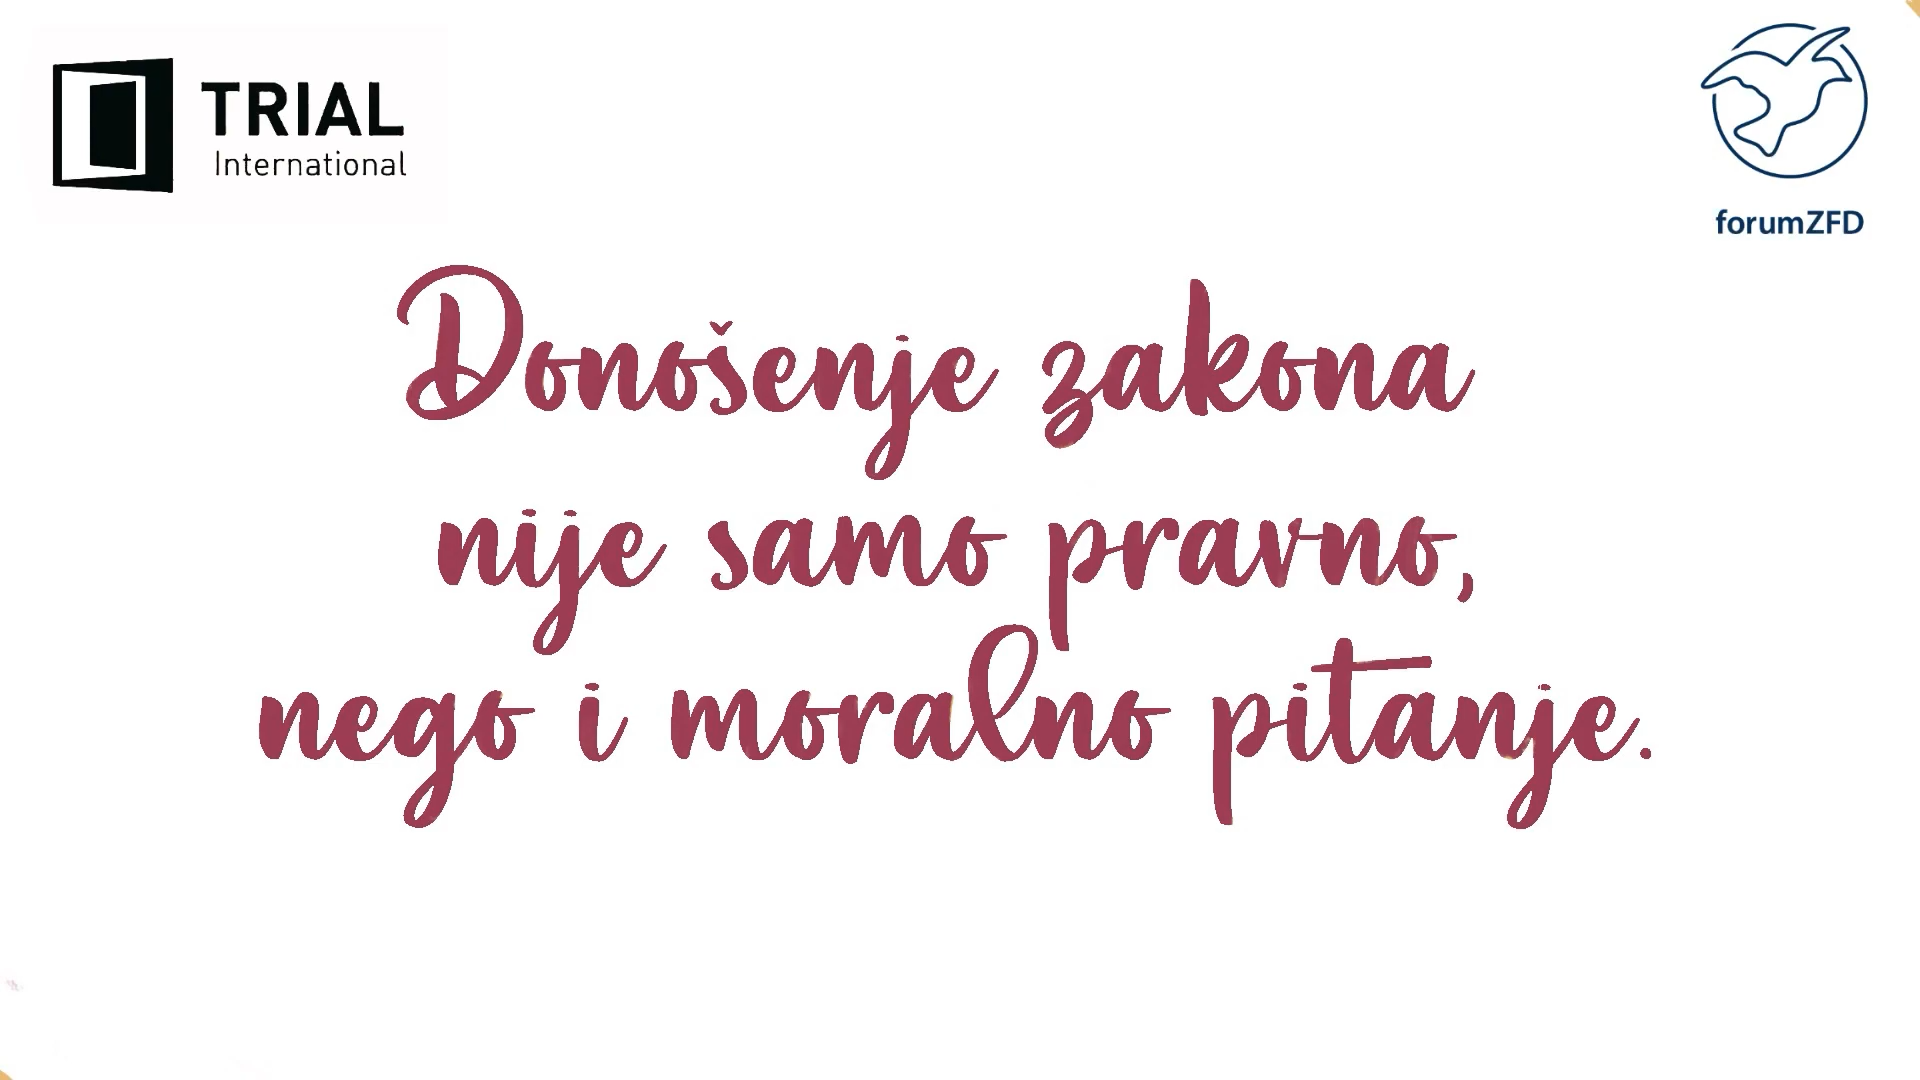 TRIAL
International
forumZFD
Donošenje zakona
nije samo pravno,
nego i moralno pitanje.